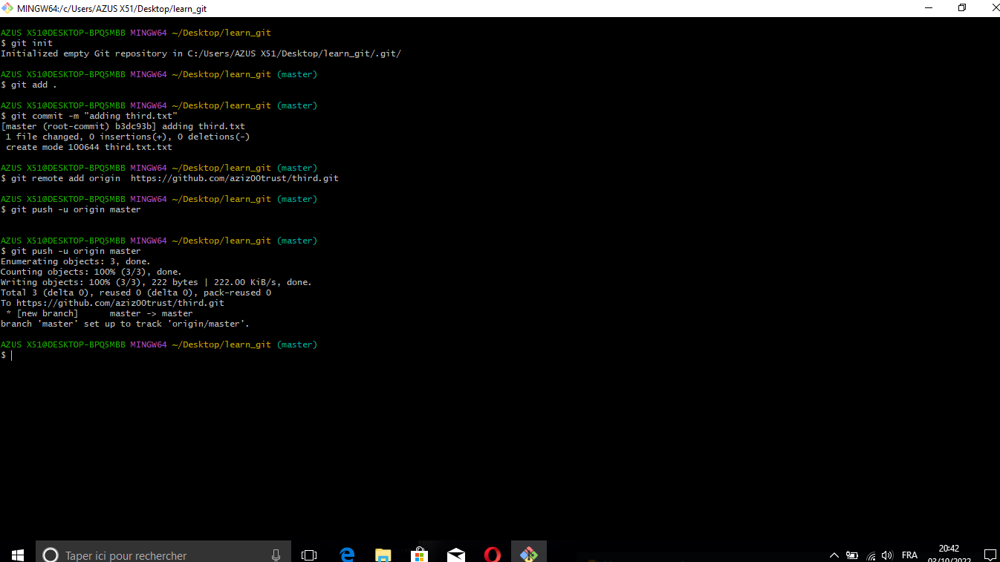 MINGW64:/c/Users/AZUS X51/Desktop/learn_git
AZUS X51@DESKTOP-BPQ5MBB MINGW64 ~/Desktop/learn_git
$ git init
Initialized empty Git repository in C:/Users/AZUS X51/Desktop/learn_git/.git/
AZUS X51@DESKTOP-BPQ5MBB MINGW64 ~/Desktop/learn_git (master)
$ git add .
AZUS X51@DESKTOP-BPQ5MBB MINGW64 ~/Desktop/learn_git (master)
$ git commit -m "adding third.txt"
[master (root-commit) b3dc93b] adding third.txt
1 file changed, 0 insertions(+), 0 deletions(-)
create mode 100644 third.txt.txt
AZUS X51@DESKTOP-BPQ5MBB MINGW64 ~/Desktop/learn_git (master)
$ git remote add origin  https://github.com/aziz00trust/third.git
AZUS X51@DESKTOP-BPQ5MBB MINGW64 ~/Desktop/learn_git (master)
$ git push -u origin master
AZUS X51@DESKTOP-BPQ5MBB MINGW64 ~/Desktop/learn_git (master)
$ git push -u origin master
Enumerating objects: 3, done.
Counting objects: 100% (3/3), done.
Writing objects: 100% (3/3), 222 bytes | 222.00 KiB/s, done.
Total 3 (delta 0), reused 0 (delta 0), pack-reused 0
To https://github.com/aziz00trust/third.git
* [new branch]      master -> master
branch 'master' set up to track 'origin/master'.
AZUS X51@DESKTOP-BPQ5MBB MINGW64 ~/Desktop/learn_git (master)
$
Taper ici pour rechercher
FRA
20:42
03/10/2022